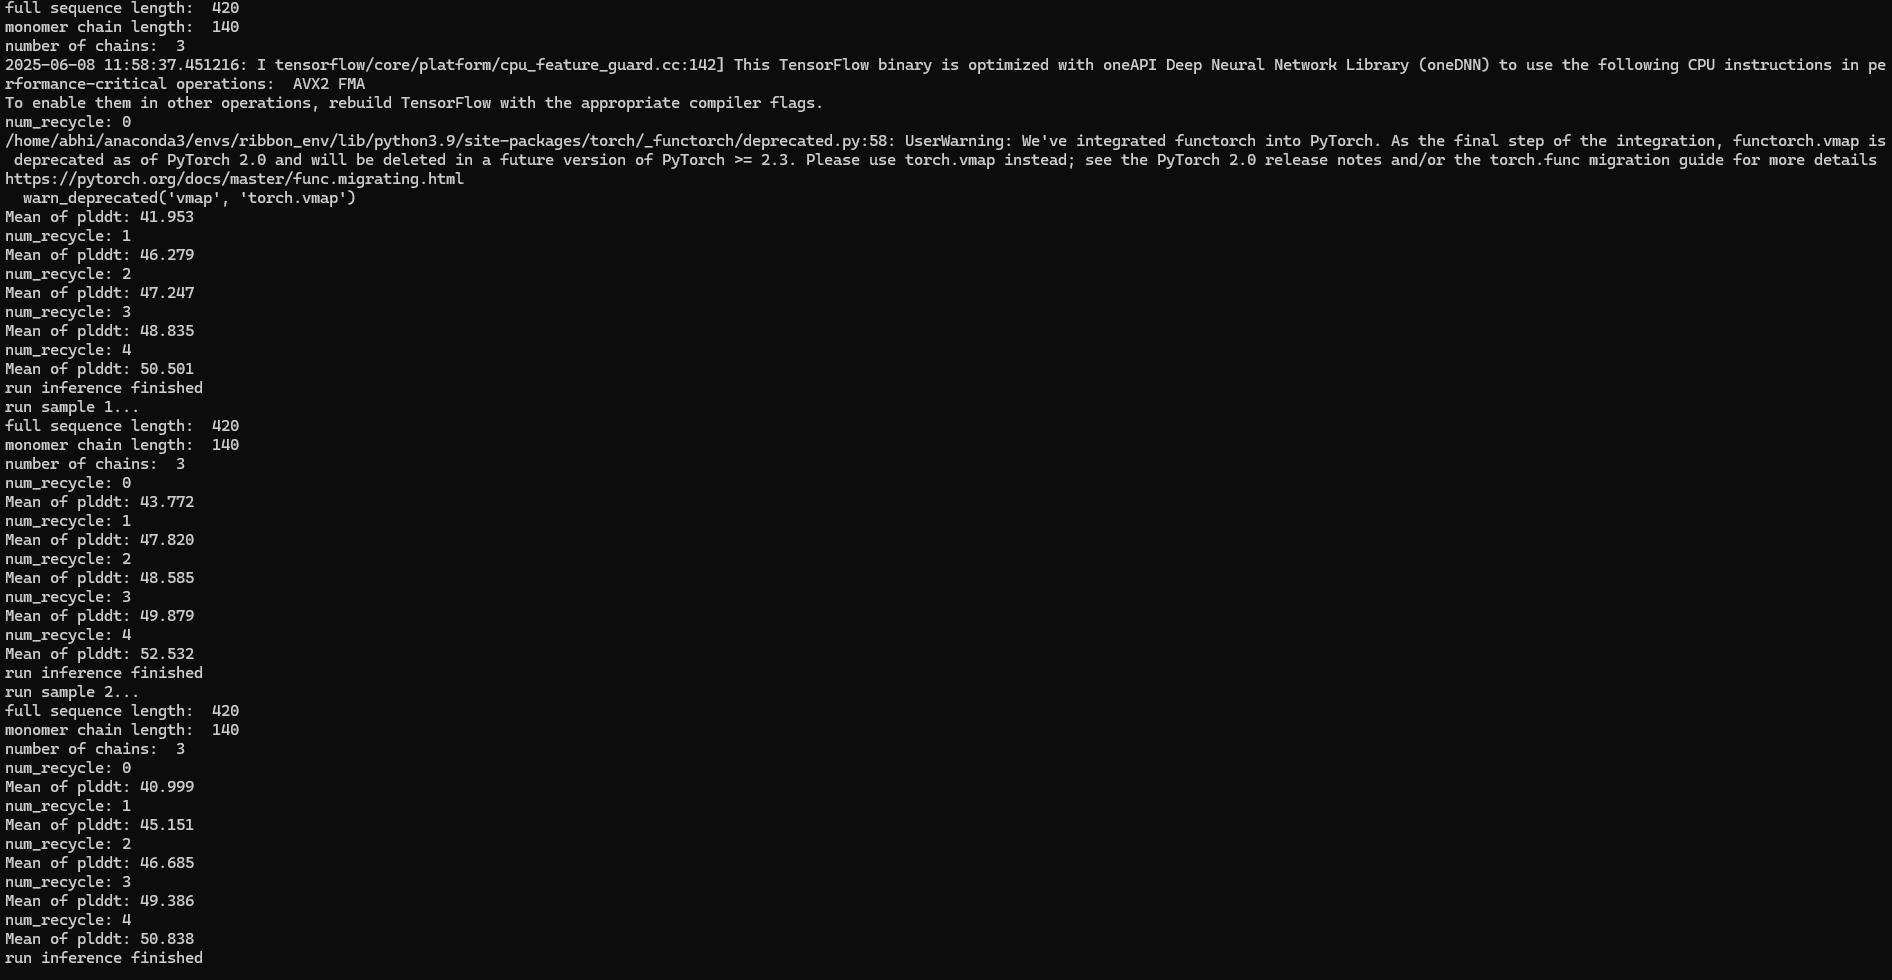 full sequence length:  420
monomer chain length:  140
number of chains:  3
2025-06-08 11:58:37.451216: I tensorflow/core/platform/cpu_feature_guard.cc:142] This TensorFlow binary is optimized with oneAPI Deep Neural Network Library (oneDNN) to use the following CPU instructions in pe
rformance-critical operations:  AVX2 FMA
To enable them in other operations, rebuild TensorFlow with the appropriate compiler flags.
num_recycle: 0
/home/abhi/anaconda3/envs/ribbon_env/lib/python3.9/site-packages/torch/_functorch/deprecated.py:58: UserWarning: We've integrated functorch into PyTorch. As the final step of the integration, functorch.vmap is
 deprecated as of PyTorch 2.0 and will be deleted in a future version of PyTorch >= 2.3. Please use torch.vmap instead; see the PyTorch 2.0 release notes and/or the torch.func migration guide for more details
https://pytorch.org/docs/master/func.migrating.html
  warn_deprecated('vmap', 'torch.vmap')
Mean of plddt: 41.953
num_recycle: 1
Mean of plddt: 46.279
num_recycle: 2
Mean of plddt: 47.247
num_recycle: 3
Mean of plddt: 48.835
num_recycle: 4
Mean of plddt: 50.501
run inference finished
run sample 1...
full sequence length:  420
monomer chain length:  140
number of chains:  3
num_recycle: 0
Mean of plddt: 43.772
num_recycle: 1
Mean of plddt: 47.820
num_recycle: 2
Mean of plddt: 48.585
num_recycle: 3
Mean of plddt: 49.879
num_recycle: 4
Mean of plddt: 52.532
run inference finished
run sample 2...
full sequence length:  420
monomer chain length:  140
number of chains:  3
num_recycle: 0
Mean of plddt: 40.999
num_recycle: 1
Mean of plddt: 45.151
num_recycle: 2
Mean of plddt: 46.685
num_recycle: 3
Mean of plddt: 49.386
num_recycle: 4
Mean of plddt: 50.838
run inference finished